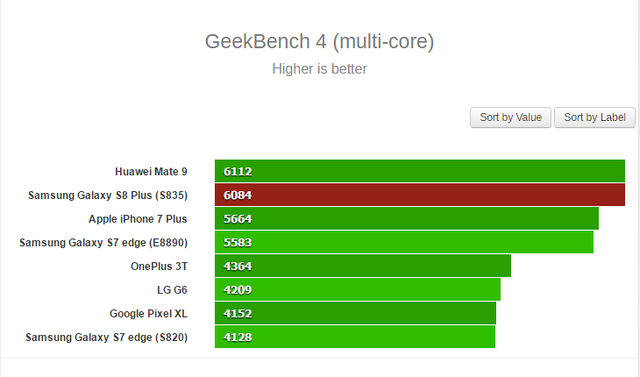 GeekBench 4 (multi-core)
Higher is better
Sort by Value Sort by Label
Huawei Mate 9 6112
Samsung Galaxy S8 Plus (S835) 6084
Apple iPhone 7 Plus 5664
Samsung Galaxy S7 edge (E8890) 5583
OnePlus 3T 4364
LG G6 4209
Google Pixel XL 4152
Samsung Galaxy S7 edge (S820) 4128